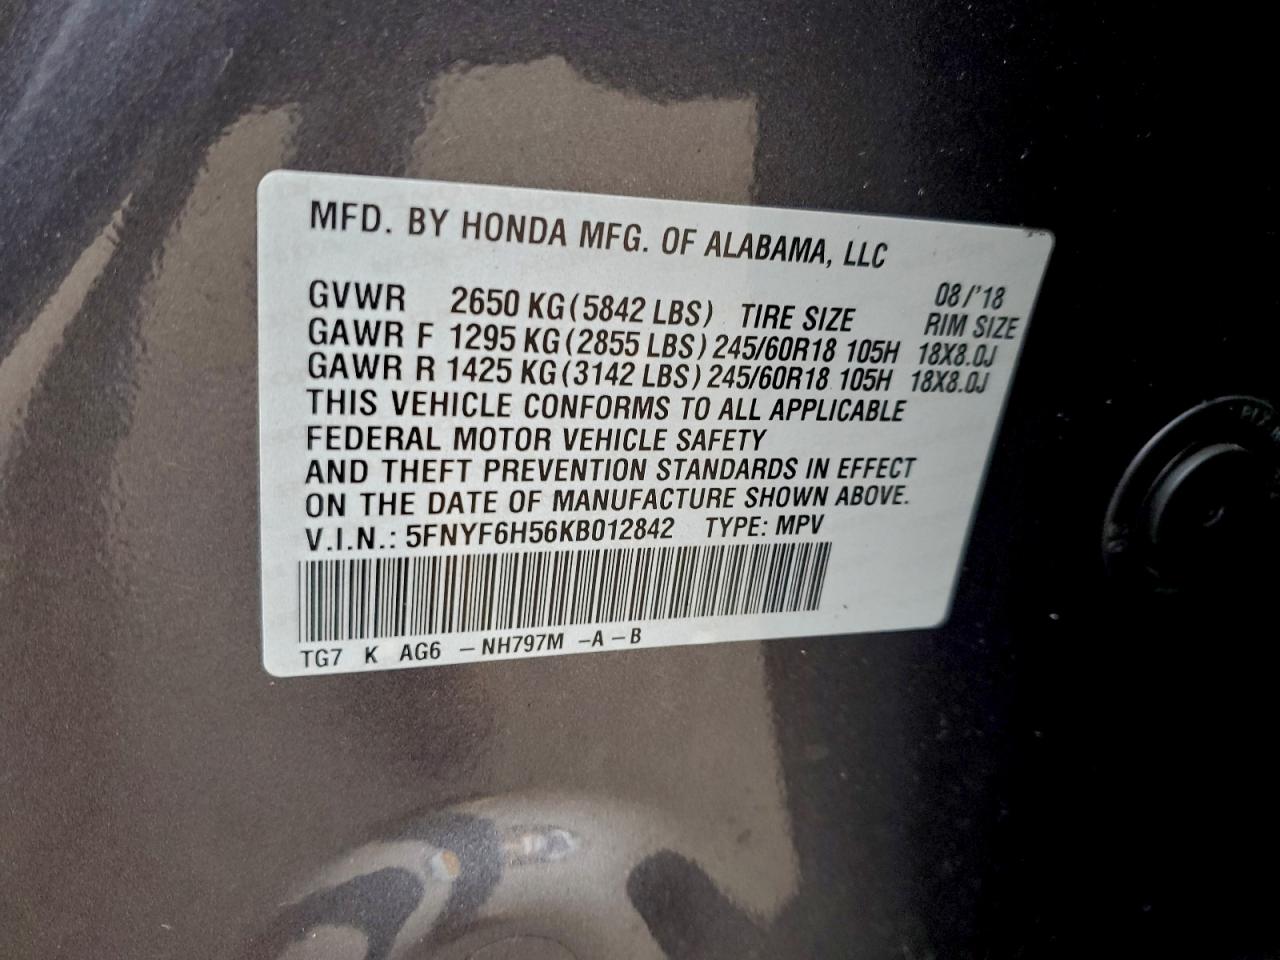 MFD. BY HONDA MFG. OF ALABAMA, LLC
08/'18
GVWR 2650 KG (5842 LBS) TIRE SIZE RIM SIZE
GAWR F 1295 KG (2855 LBS) 245/60R18 105H 18X8.0J
GAWR R 1425 KG (3142 LBS) 245/60R18 105H 18X8.0J
THIS VEHICLE CONFORMS TO ALL APPLICABLE
FEDERAL MOTOR VEHICLE SAFETY
AND THEFT PREVENTION STANDARDS IN EFFECT
ON THE DATE OF MANUFACTURE SHOWN ABOVE.
V.I.N.: 5FNYF6H56KB012842 TYPE: MPV
TG7 K AG6 – NH797M –A – B